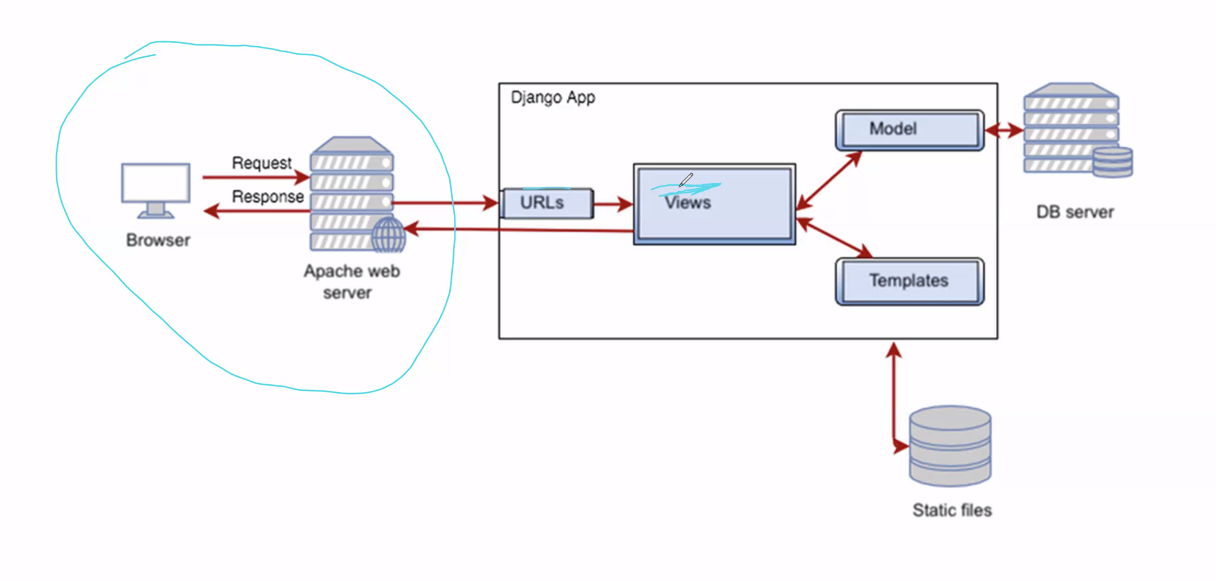 Django App
Model
Request
Response
URLs
Views
DB server
Browser
Apache web
server
Templates
Static files